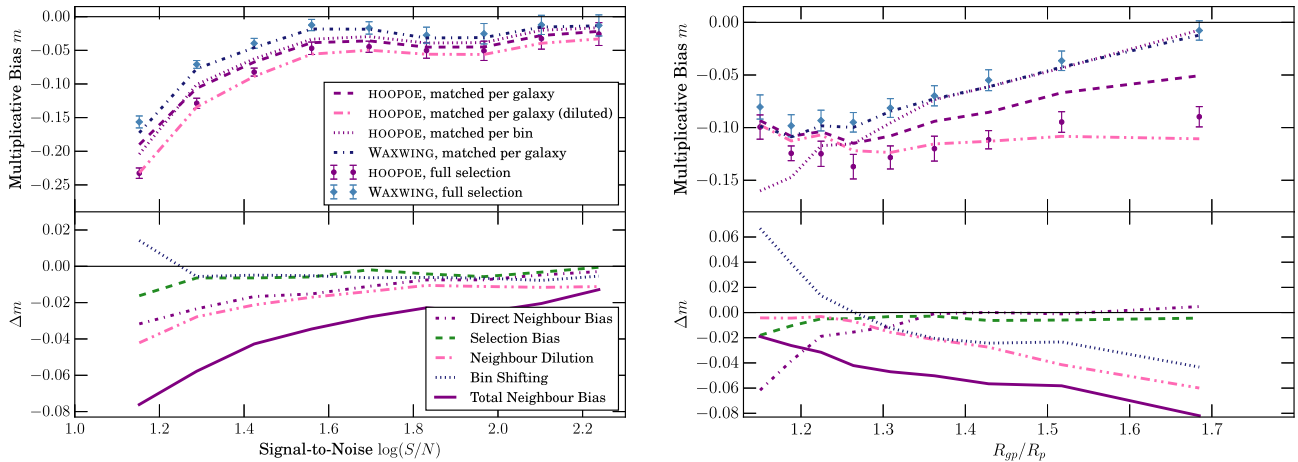 Multiplicative Bias m
0.00
−0.05
−0.10
−0.15
−0.20
−0.25
HOOPOE, matched per galaxy
HOOPOE, matched per galaxy (diluted)
HOOPOE, matched per bin
WAXWING, matched per galaxy
HOOPOE, full selection
WAXWING, full selection
Δm
0.02
0.00
−0.02
−0.04
−0.06
−0.08
Direct Neighbour Bias
Selection Bias
Neighbour Dilution
Bin Shifting
Total Neighbour Bias
1.0 1.2 1.4 1.6 1.8 2.0 2.2
Signal-to-Noise log(S/N)
Multiplicative Bias m
0.00
−0.05
−0.10
−0.15
Δm
0.06
0.04
0.02
0.00
−0.02
−0.04
−0.06
−0.08
1.2 1.3 1.4 1.5 1.6 1.7
R_gp/R_p